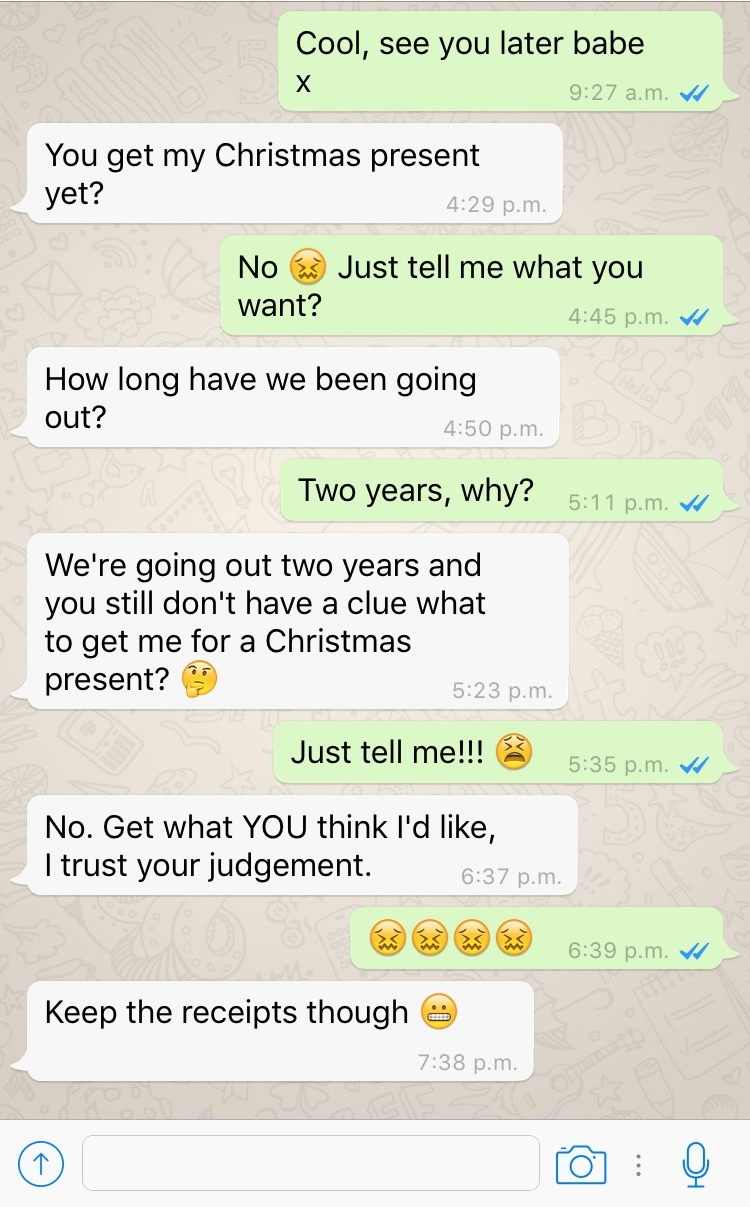 Cool, see you later babe
x
9:27 a.m.
You get my Christmas present
yet?
4:29 p.m.
No 😖 Just tell me what you
want?
4:45 p.m.
How long have we been going
out?
4:50 p.m.
Two years, why?
5:11 p.m.
We're going out two years and
you still don't have a clue what
to get me for a Christmas
present? 🤔
5:23 p.m.
Just tell me!!! 😫
5:35 p.m.
No. Get what YOU think I'd like,
I trust your judgement.
6:37 p.m.
😖😖😖😖
6:39 p.m.
Keep the receipts though 😬
7:38 p.m.